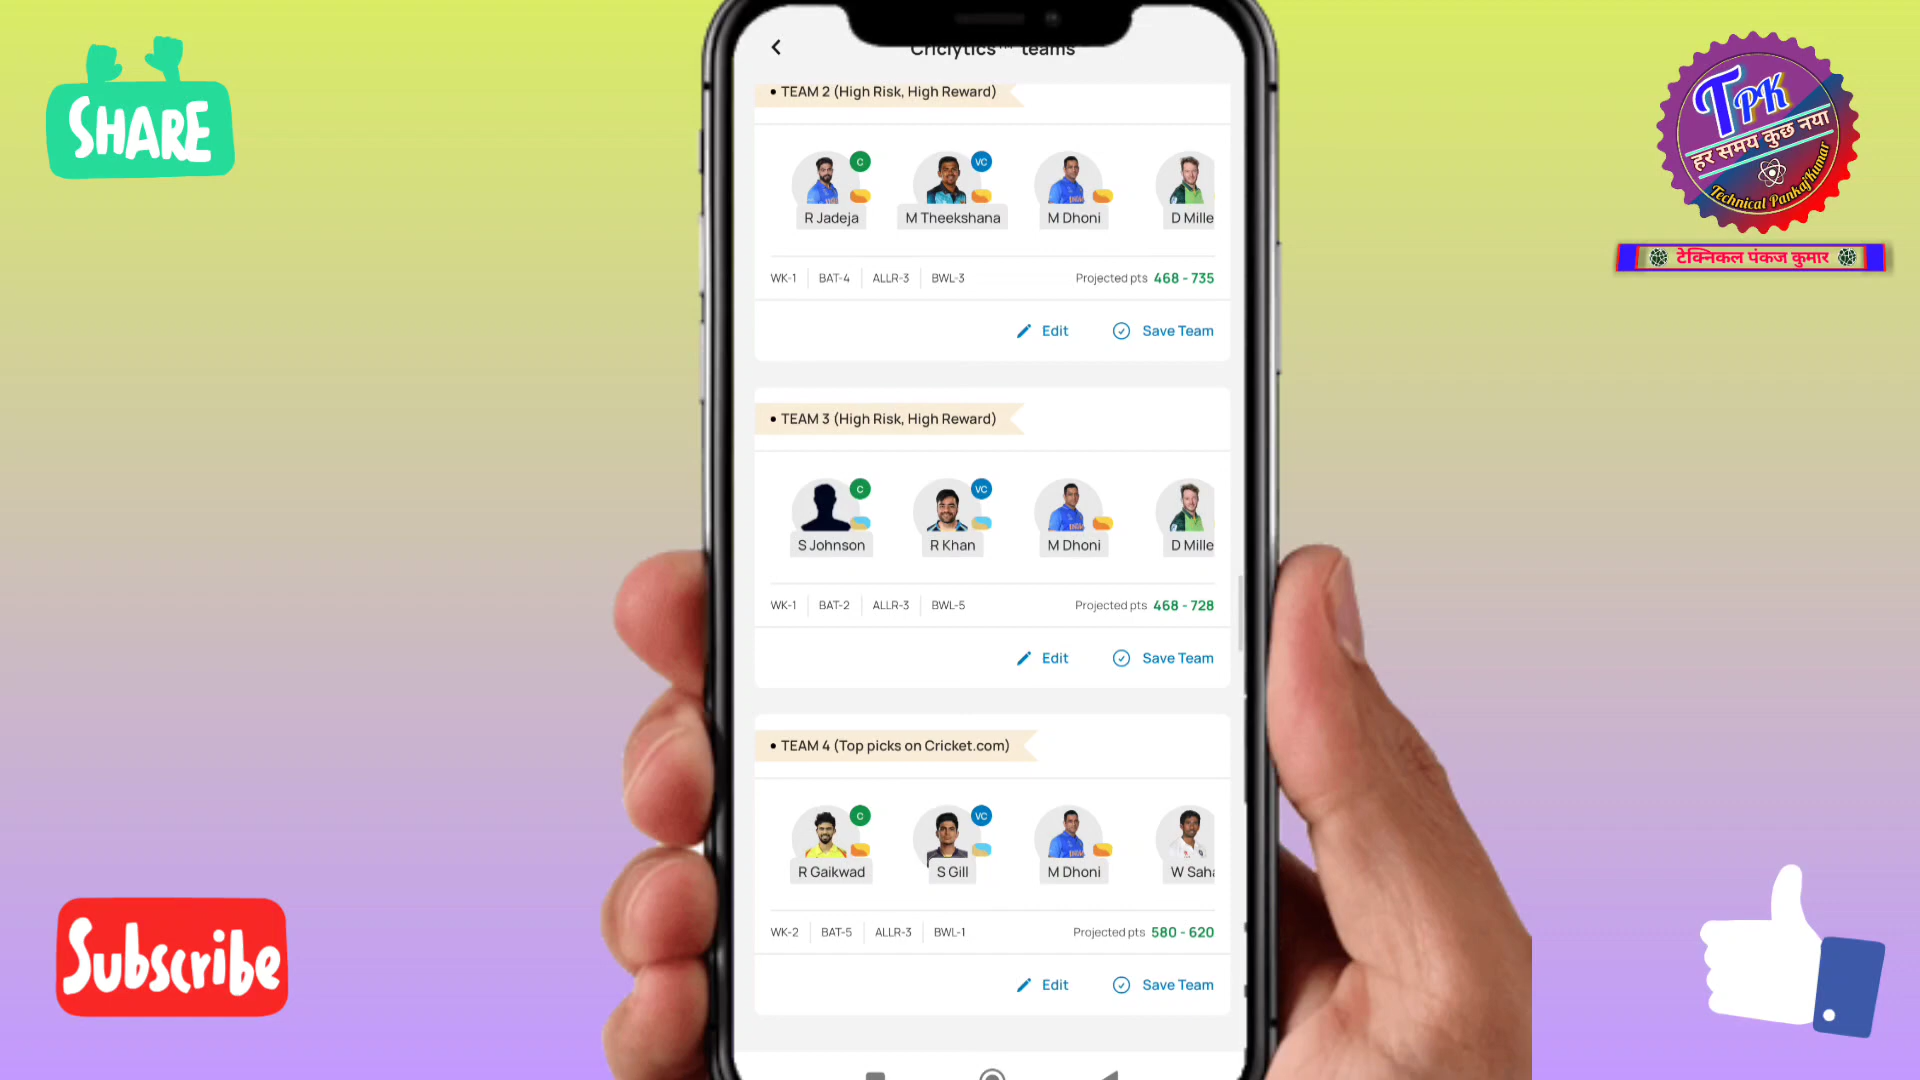 SHARE
Criclytics™ teams
• TEAM 2 (High Risk, High Reward)
C
VC
R Jadeja
M Theekshana
M Dhoni
D Mille
WK-1
BAT-4
ALLR-3
BWL-3
Projected pts 468 - 735
Edit
Save Team
• TEAM 3 (High Risk, High Reward)
C
VC
S Johnson
R Khan
M Dhoni
D Mille
WK-1
BAT-2
ALLR-3
BWL-5
Projected pts 468 - 728
Edit
Save Team
• TEAM 4 (Top picks on Cricket.com)
C
VC
R Gaikwad
S Gill
M Dhoni
W Saha
WK-2
BAT-5
ALLR-3
BWL-1
Projected pts 580 - 620
Edit
Save Team
TPK
हर समय कुछ नया
Technical PankajKumar
टेक्निकल पंकज कुमार
Subscribe